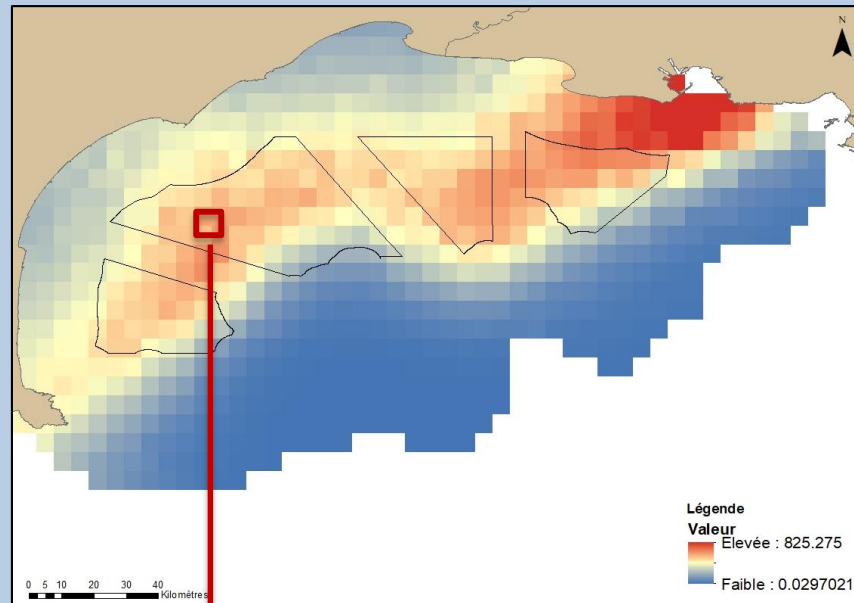 N
Légende
Valeur
Elevée : 825.275
Faible : 0.0297021
0 5 10 20 30 40
Kilomètres